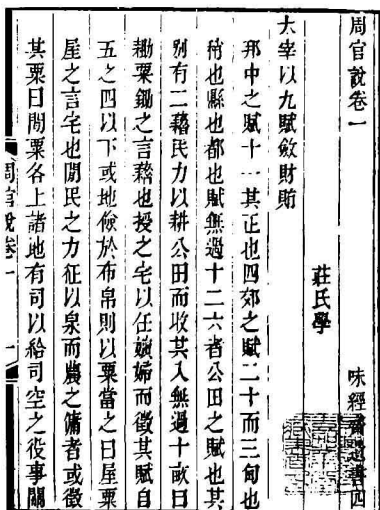 周官說卷一
味經齋遺書四
莊氏學
太宰以九賦斂財賄
邦中之賦十一其正也四郊之賦二十而三甸也
稍也縣也都也賦無過十二六者公田之賦也其
別有二藉民力以耕公田而收其入無過十畝曰
耡粟鋤之言藉也授之宅以任嬪婦而徵其賦自
五之四以下或地儉於布帛則以粟當之曰屋粟
屋之言宅也閒民之力征以泉而農之傭者或徵
其粟曰閒粟各上諸地有司以給司空之役事關
周官說卷一
一